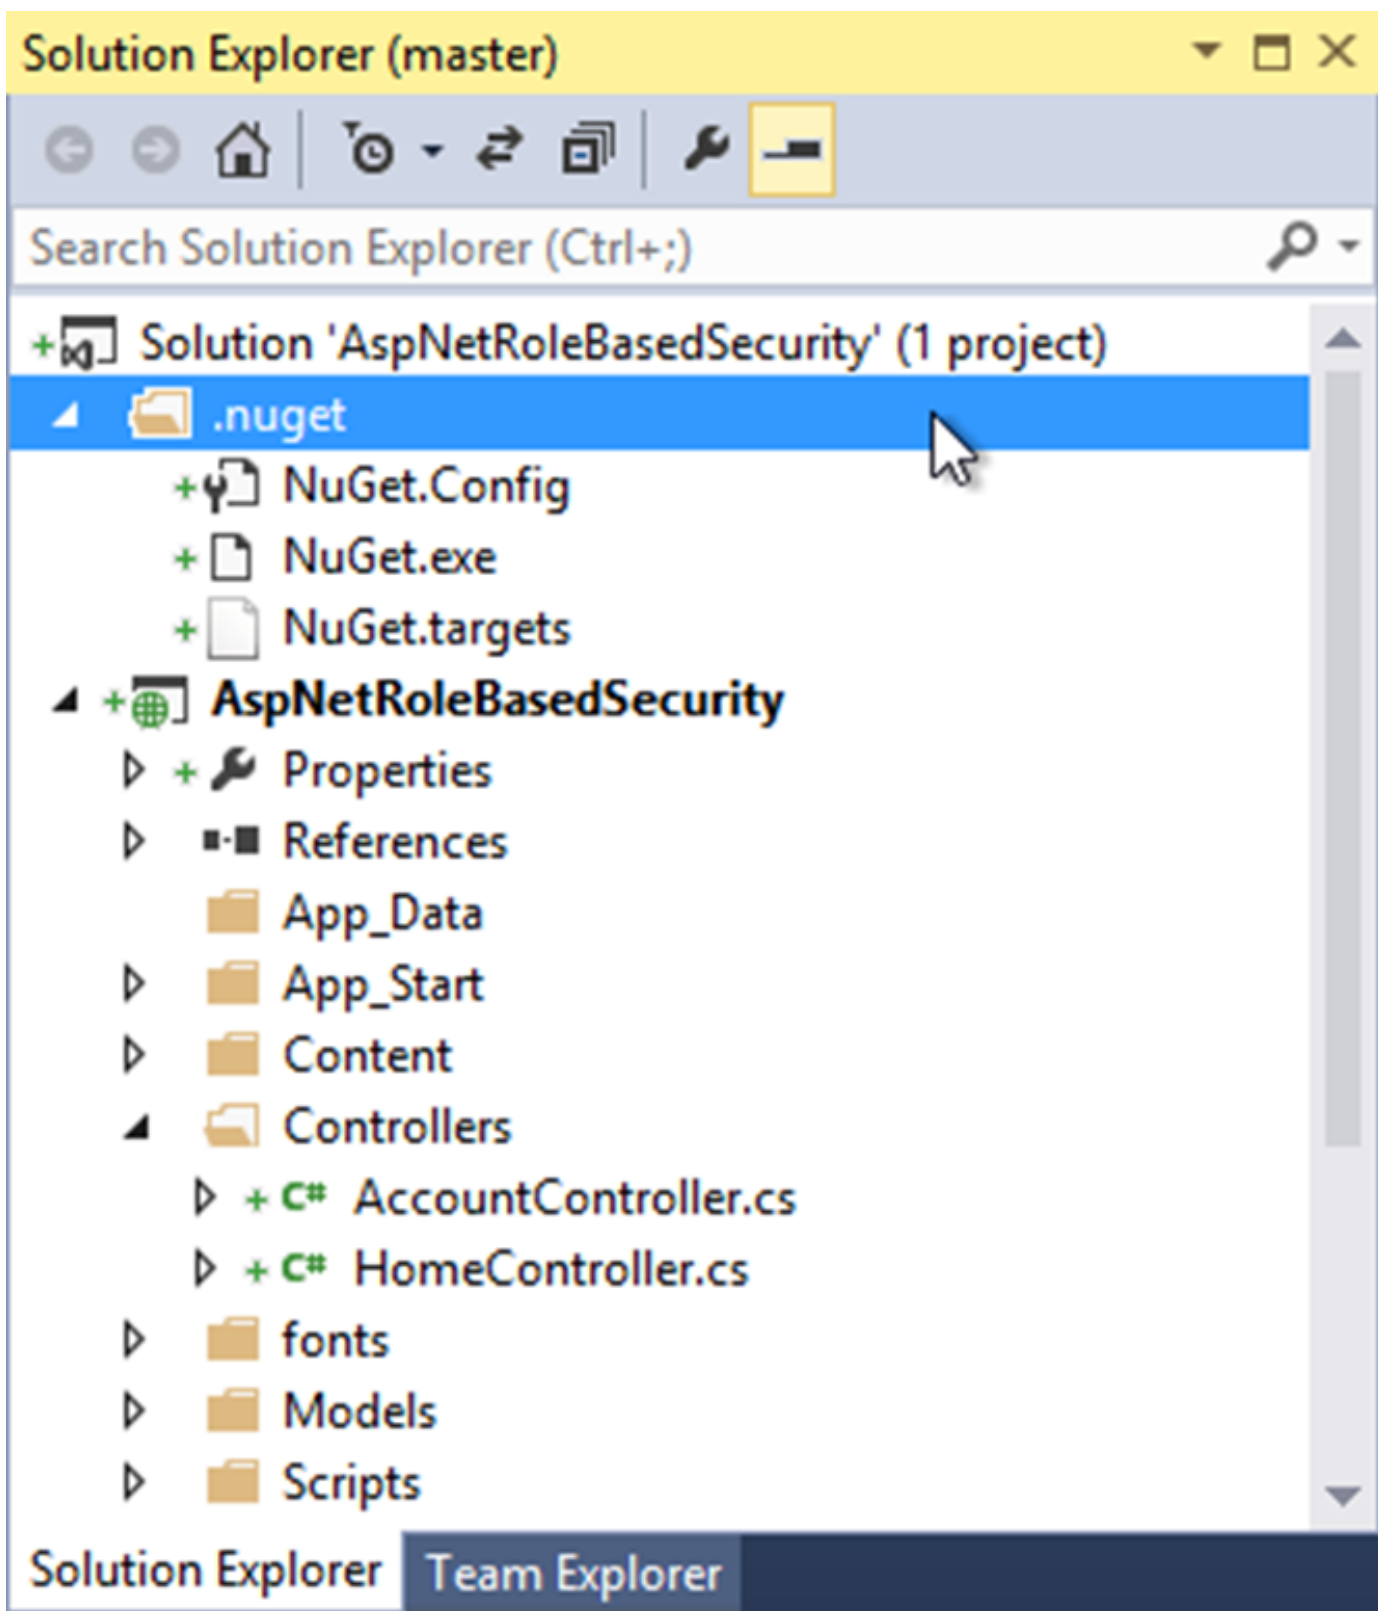 Solution Explorer (master)
Search Solution Explorer (Ctrl+;)
Solution 'AspNetRoleBasedSecurity' (1 project)
.nuget
NuGet.Config
NuGet.exe
NuGet.targets
AspNetRoleBasedSecurity
Properties
References
App_Data
App_Start
Content
Controllers
C# AccountController.cs
C# HomeController.cs
fonts
Models
Scripts
Solution Explorer Team Explorer